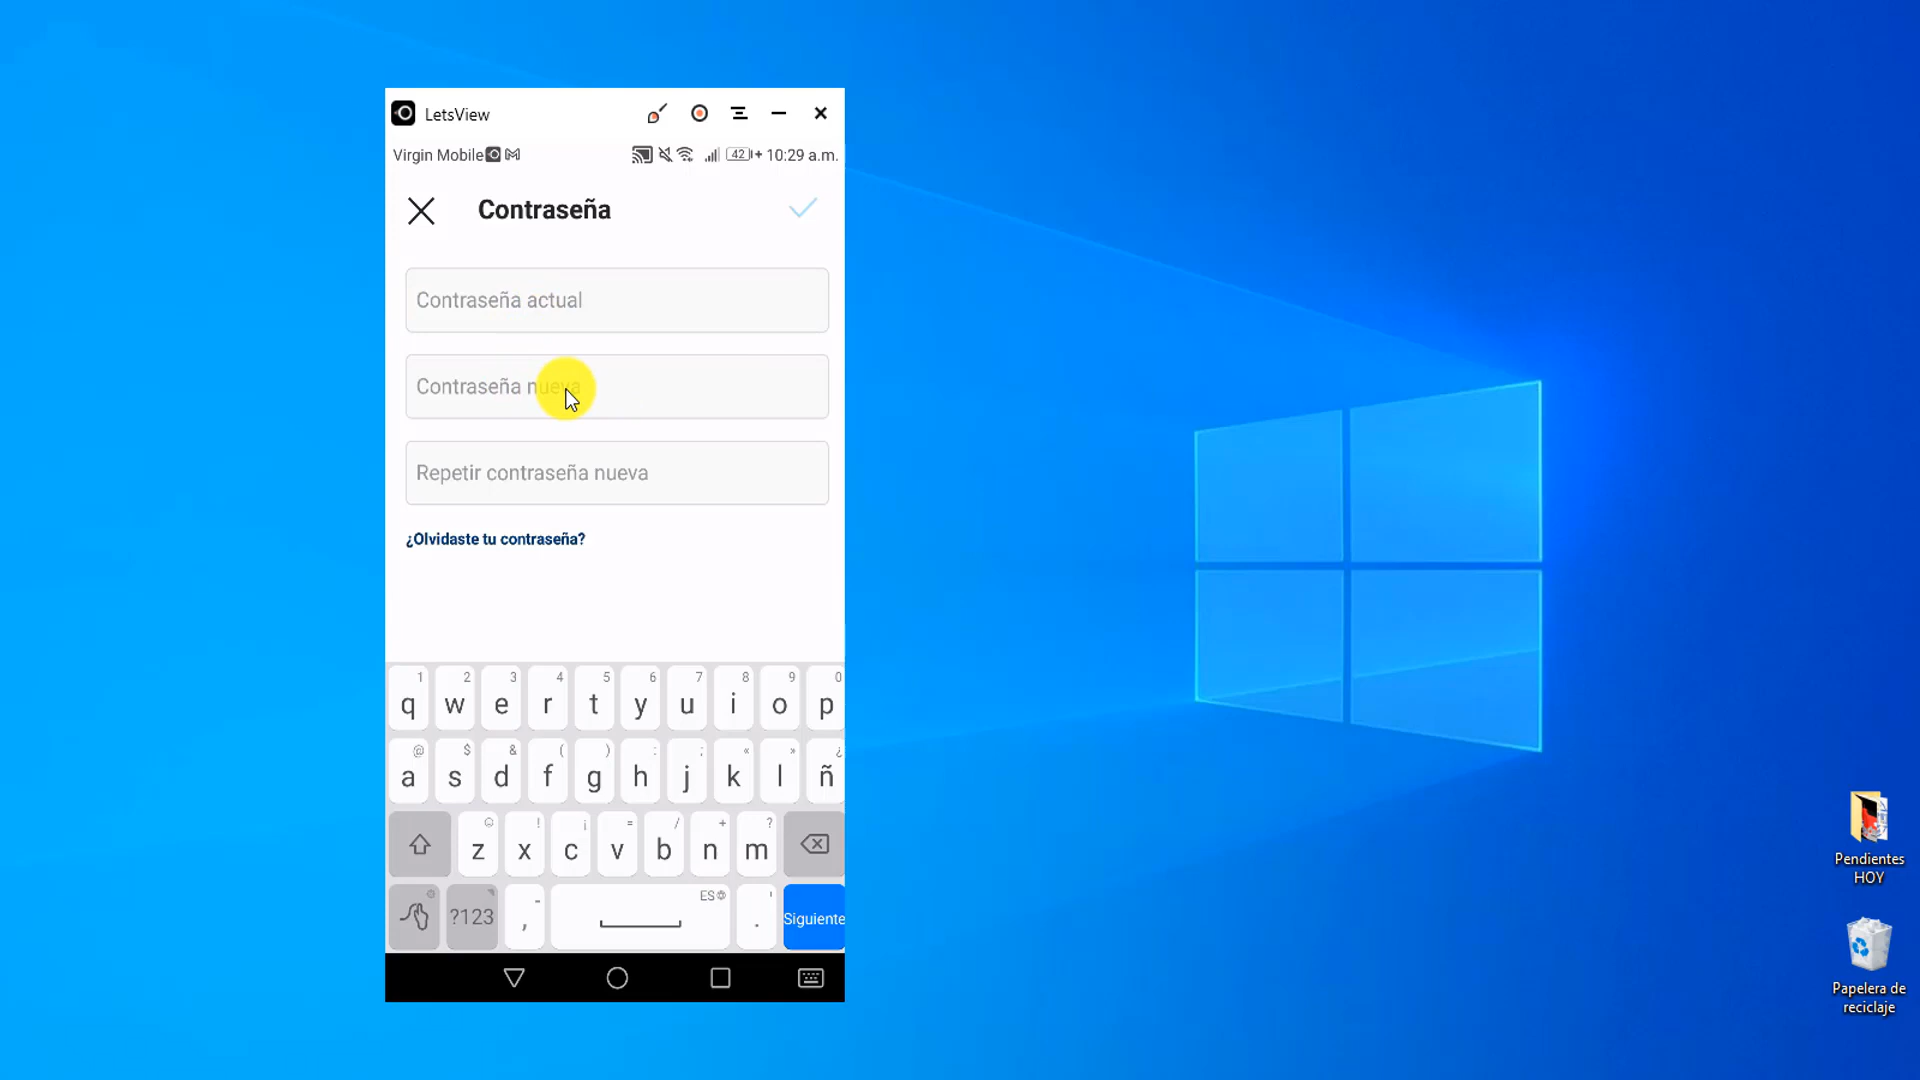 LetsView
Virgin Mobile 42 10:29 a.m.
Contraseña
Contraseña actual
Contraseña nueva
Repetir contraseña nueva
¿Olvidaste tu contraseña?
1 2 3 4 5 6 7 8 9 0
q w e r t y u i o p
@ $ & ( ) : ; « » ¿
a s d f g h j k l ñ
! ¡ = / + ?
z x c v b n m
ES
?123 , - . ' Siguiente
Pendientes
HOY
Papelera de
reciclaje